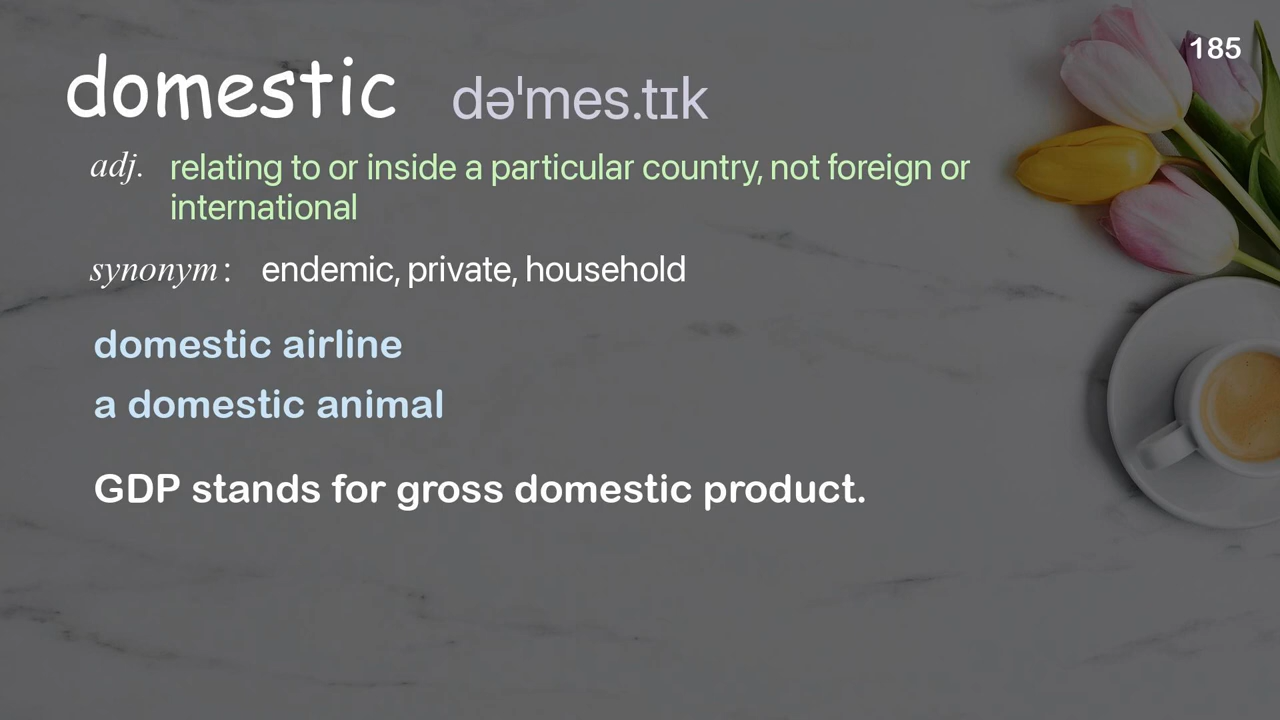 185
domestic dəˈmes.tɪk
adj. relating to or inside a particular country, not foreign or
international
synonym: endemic, private, household
domestic airline
a domestic animal
GDP stands for gross domestic product.